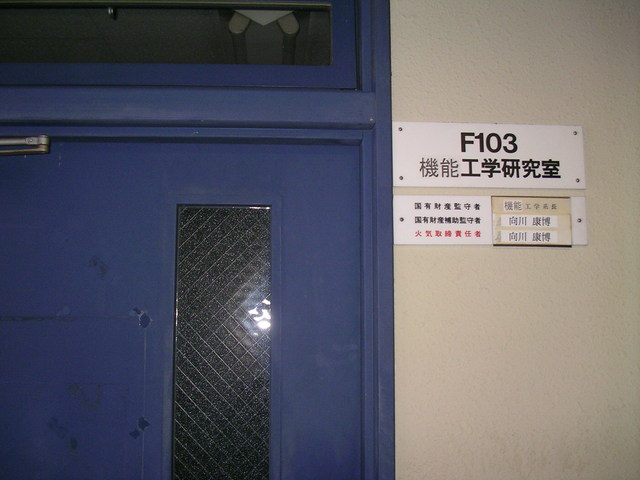 F103
機能工学研究室
国有財産監守者 機能工学系長
国有財産補助監守者 向川 康博
火気取締責任者 向川 康博